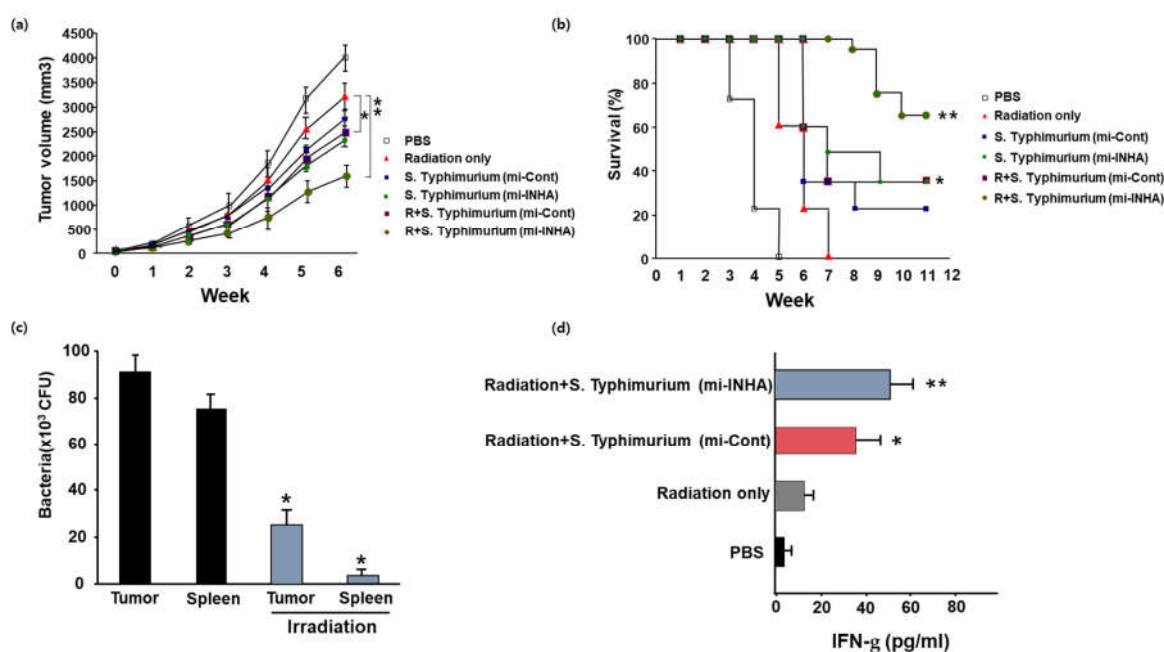 (a)
4500
4000
3500
3000
2500
2000
1500
1000
500
0
Tumor volume (mm3)
0 1 2 3 4 5 6
Week
*
**
PBS
Radiation only
S. Typhimurium (mi-Cont)
S. Typhimurium (mi-INHA)
R+S. Typhimurium (mi-Cont)
R+S. Typhimurium (mi-INHA)
(b)
100
80
60
40
20
0
Survival (%)
0 1 2 3 4 5 6 7 8 9 10 11 12
Week
**
*
PBS
Radiation only
S. Typhimurium (mi-Cont)
S. Typhimurium (mi-INHA)
R+S. Typhimurium (mi-Cont)
R+S. Typhimurium (mi-INHA)
(c)
100
80
60
40
20
0
Bacteria(x10³ CFU)
*
*
Tumor Spleen Tumor Spleen
Irradiation
(d)
Radiation+S. Typhimurium (mi-INHA)
**
Radiation+S. Typhimurium (mi-Cont)
*
Radiation only
PBS
0 20 40 60 80
IFN-g (pg/ml)